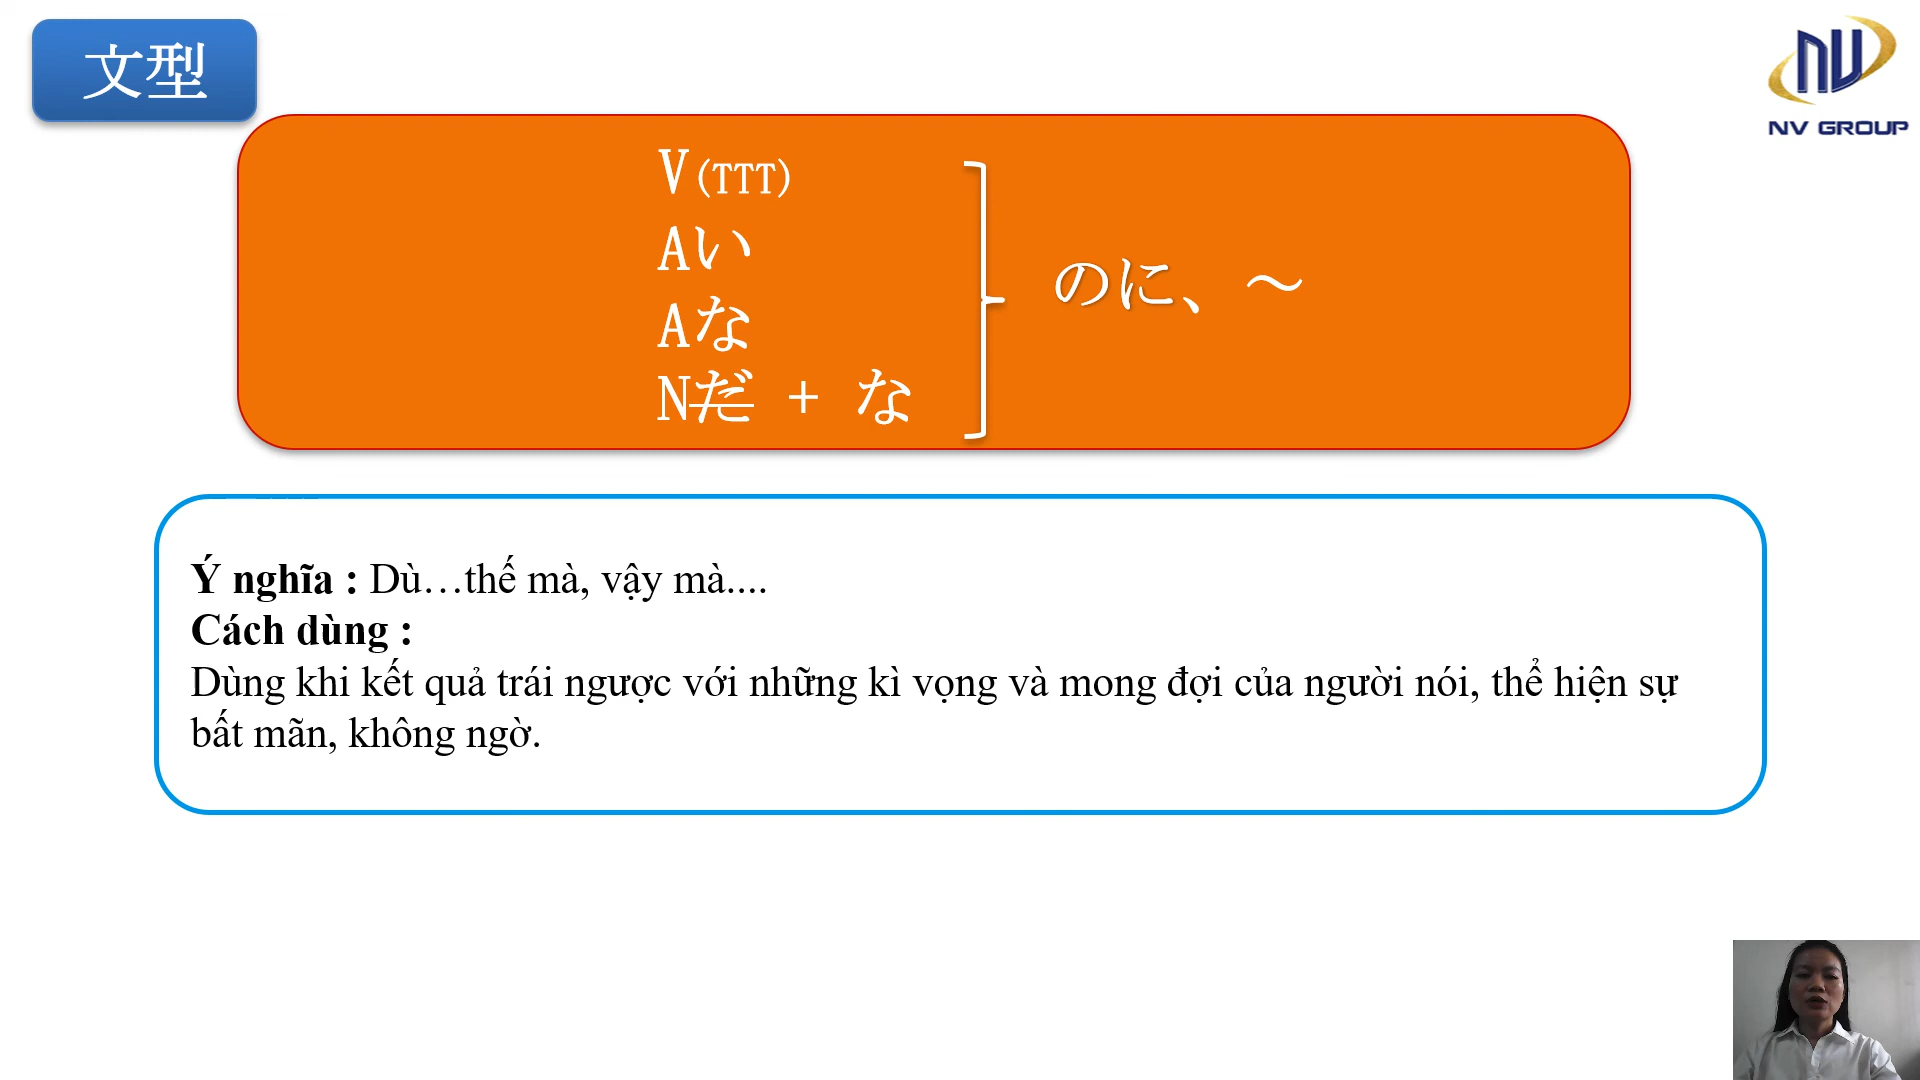 文型
NV GROUP
V(TTT)
Aい
Aな
Nだ + な
のに、～
Ý nghĩa : Dù…thế mà, vậy mà....
Cách dùng :
Dùng khi kết quả trái ngược với những kì vọng và mong đợi của người nói, thể hiện sự
bất mãn, không ngờ.